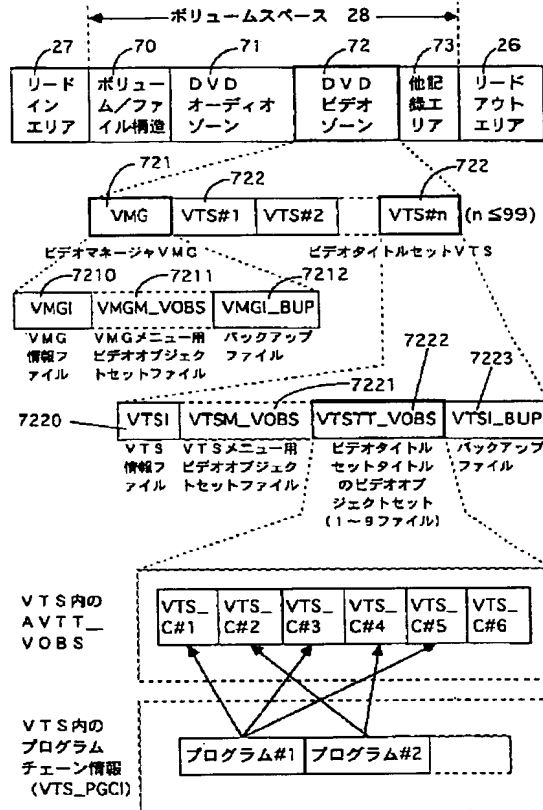 ボリュームスペース 28
27 70 71 72 73 26
リード
イン
エリア
ボリュー
ム/ファ
イル構造
DVD
オーディオ
ゾーン
DVD
ビデオ
ゾーン
他記
録エ
リア
リード
アウト
エリア
721 722 722
VMG VTS#1 VTS#2 VTS#n (n≦99)
ビデオマネージャVMG ビデオタイトルセットVTS
7210 7211 7212
VMGI VMGM_VOBS VMGI_BUP
VMG
情報フ
ァイル
VMGメニュー用
ビデオオブジェク
トセットファイル
バックアップ
ファイル
7220 7221 7222 7223
VTSI VTSM_VOBS VTSTT_VOBS VTSI_BUP
VTS
情報フ
ァイル
VTSメニュー用
ビデオオブジェク
トセットファイル
ビデオタイトル
セットタイトル
のビデオオブ
ジェクトセット
(1~9ファイル)
バックアップ
ファイル
VTS内の
AVTT_
VOBS
VTS_
C#1
VTS_
C#2
VTS_
C#3
VTS_
C#4
VTS_
C#5
VTS_
C#6
VTS内の
プログラム
チェーン情報
(VTS_PGCI)
プログラム#1 プログラム#2